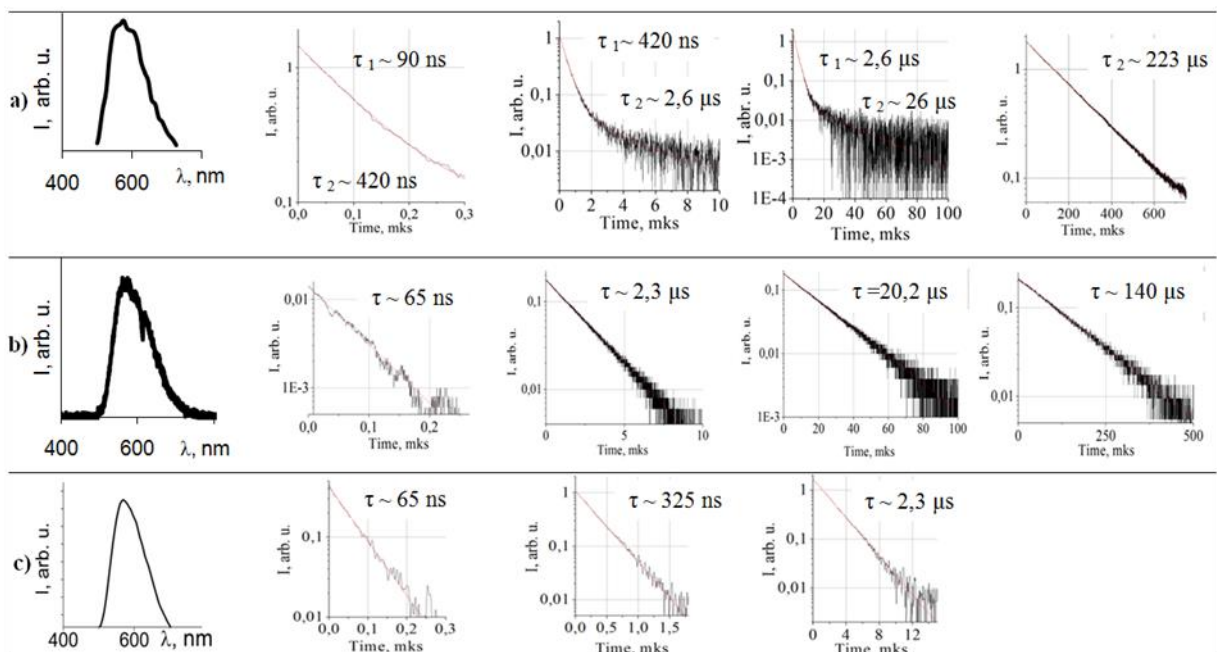 a)
I, arb. u.
400 600 λ, nm
I, arb. u.
1
0,1
τ 1 ~ 90 ns
τ 2 ~ 420 ns
0,0 0,1 0,2 0,3
Time, mks
I, arb. u.
1
0,1
0,01
τ 1 ~ 420 ns
τ 2 ~ 2,6 μs
0 2 4 6 8 10
Time, mks
I, abr. u.
1
0,1
0,01
1E-3
1E-4
τ 1 ~ 2,6 μs
τ 2 ~ 26 μs
0 20 40 60 80 100
Time, mks
I, arb. u.
1
0,1
τ 2 ~ 223 μs
0 200 400 600
Time, mks
b)
I, arb. u.
400 600 λ, nm
I, arb. u.
0,01
1E-3
τ ~ 65 ns
0,0 0,1 0,2
Time, mks
I, arb. u.
0,1
0,01
τ ~ 2,3 μs
0 5 10
Time, mks
I, arb. u.
0,1
0,01
1E-3
τ =20,2 μs
0 20 40 60 80 100
Time, mks
I, arb. u.
0,1
0,01
τ ~ 140 μs
0 250 500
Time, mks
c)
I, arb. u.
400 600 λ, nm
I, arb. u.
0,1
0,01
τ ~ 65 ns
0,0 0,1 0,2 0,3
Time, mks
I, arb. u.
1
0,1
0,01
τ ~ 325 ns
0,0 0,5 1,0 1,5
Time, mks
I, arb. u.
1
0,1
0,01
τ ~ 2,3 μs
0 4 8 12
Time, mks